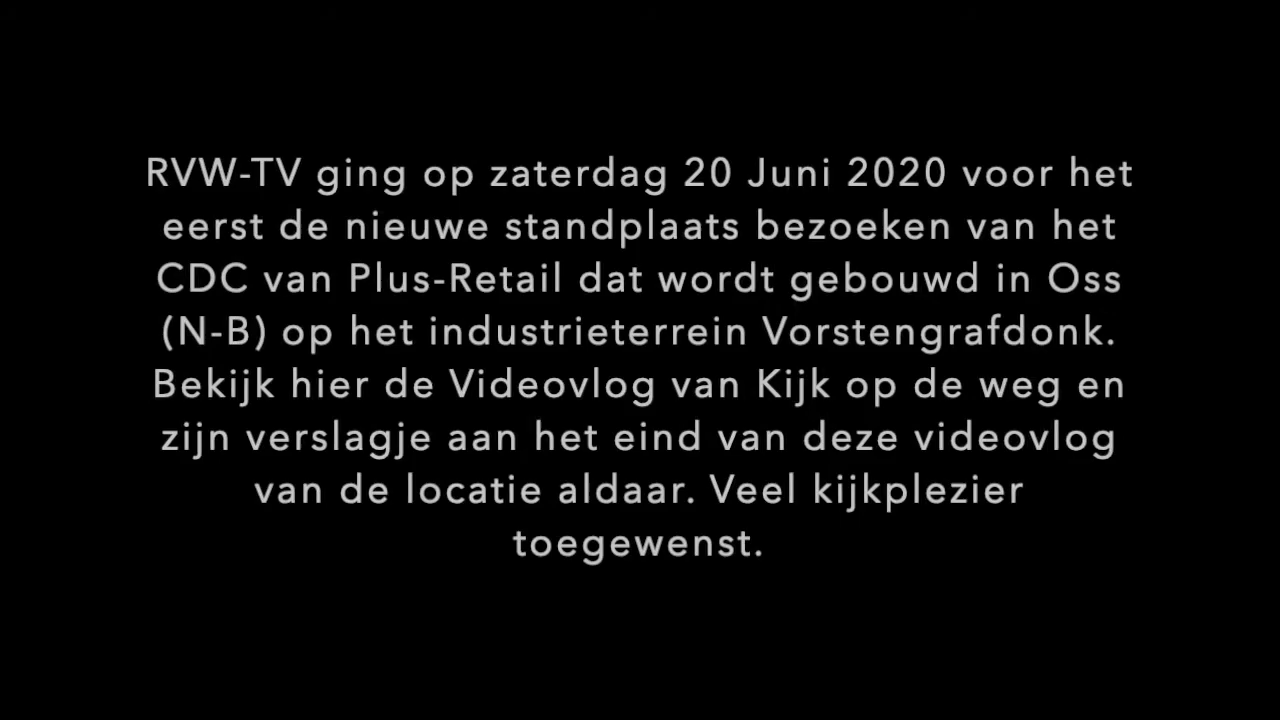 RVW-TV ging op zaterdag 20 Juni 2020 voor het
eerst de nieuwe standplaats bezoeken van het
CDC van Plus-Retail dat wordt gebouwd in Oss
(N-B) op het industrieterrein Vorstengrafdonk.
Bekijk hier de Videovlog van Kijk op de weg en
zijn verslagje aan het eind van deze videovlog
van de locatie aldaar. Veel kijkplezier
toegewenst.